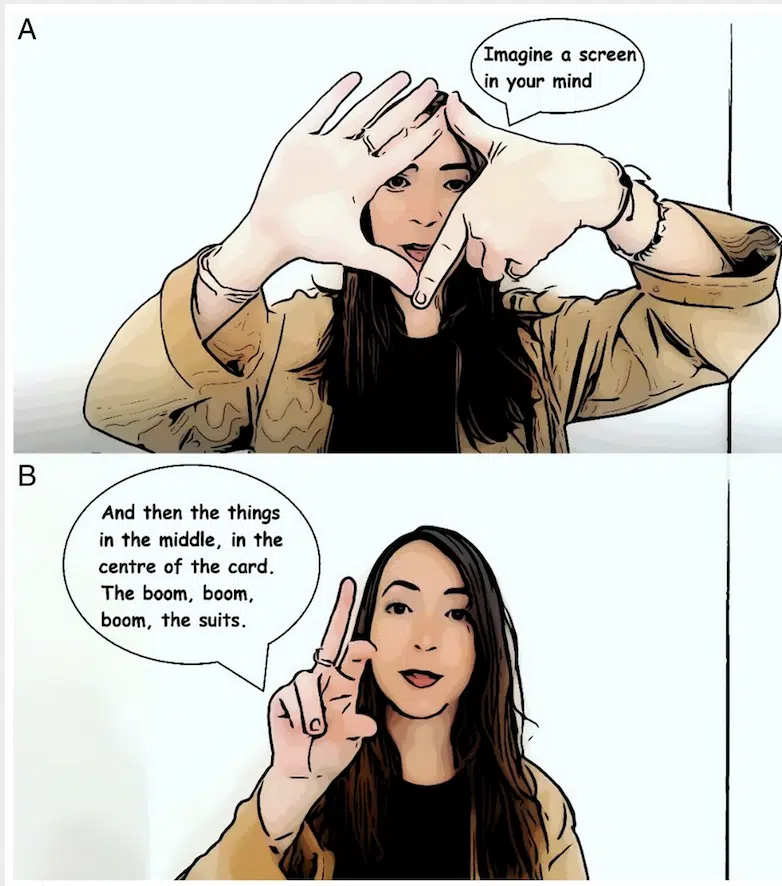 A
Imagine a screen
in your mind
B
And then the things
in the middle, in the
centre of the card.
The boom, boom,
boom, the suits.